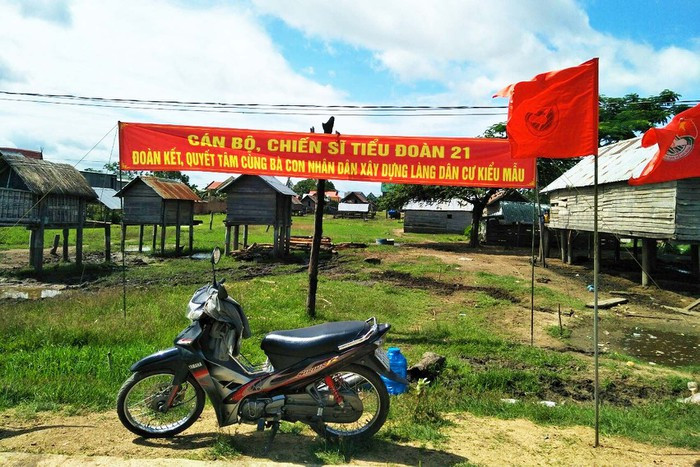 CÁN BỘ, CHIẾN SĨ TIỂU ĐOÀN 21
ĐOÀN KẾT, QUYẾT TÂM CÙNG BÀ CON NHÂN DÂN XÂY DỰNG LÀNG DÂN CƯ KIỂU MẪU